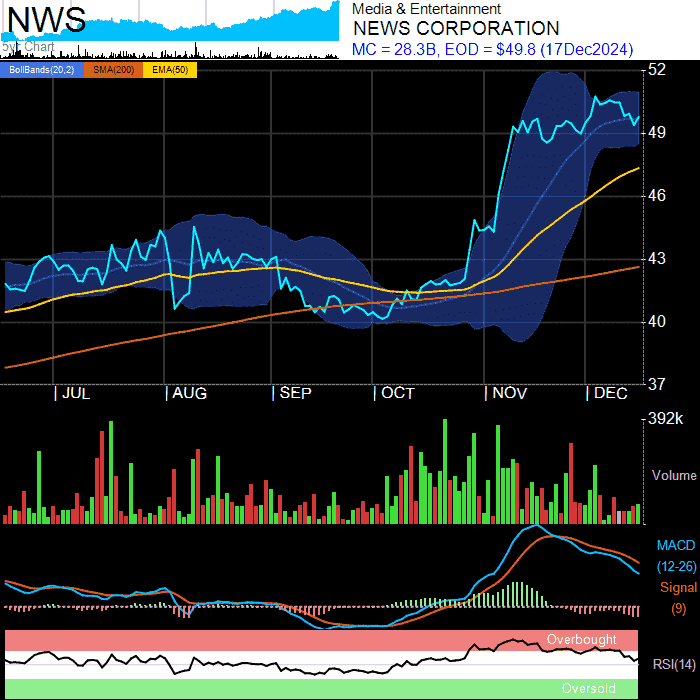 NWS
5yr Chart
Media & Entertainment
NEWS CORPORATION
MC = 28.3B, EOD = $49.8 (17Dec2024)
BollBands(20,2) SMA(200) EMA(50)
52
49
46
43
40
37
| JUL | AUG | SEP | OCT | NOV | DEC
392k
Volume
MACD
(12-26)
Signal
(9)
Overbought
RSI(14)
Oversold